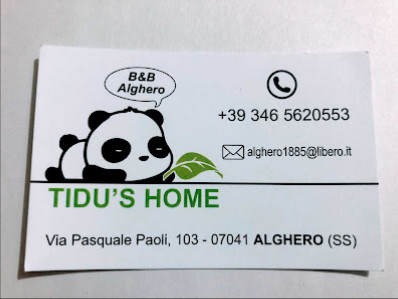 B&B
Alghero
+39 346 5620553
alghero1885@libero.it
TIDU'S HOME
Via Pasquale Paoli, 103 - 07041 ALGHERO (SS)